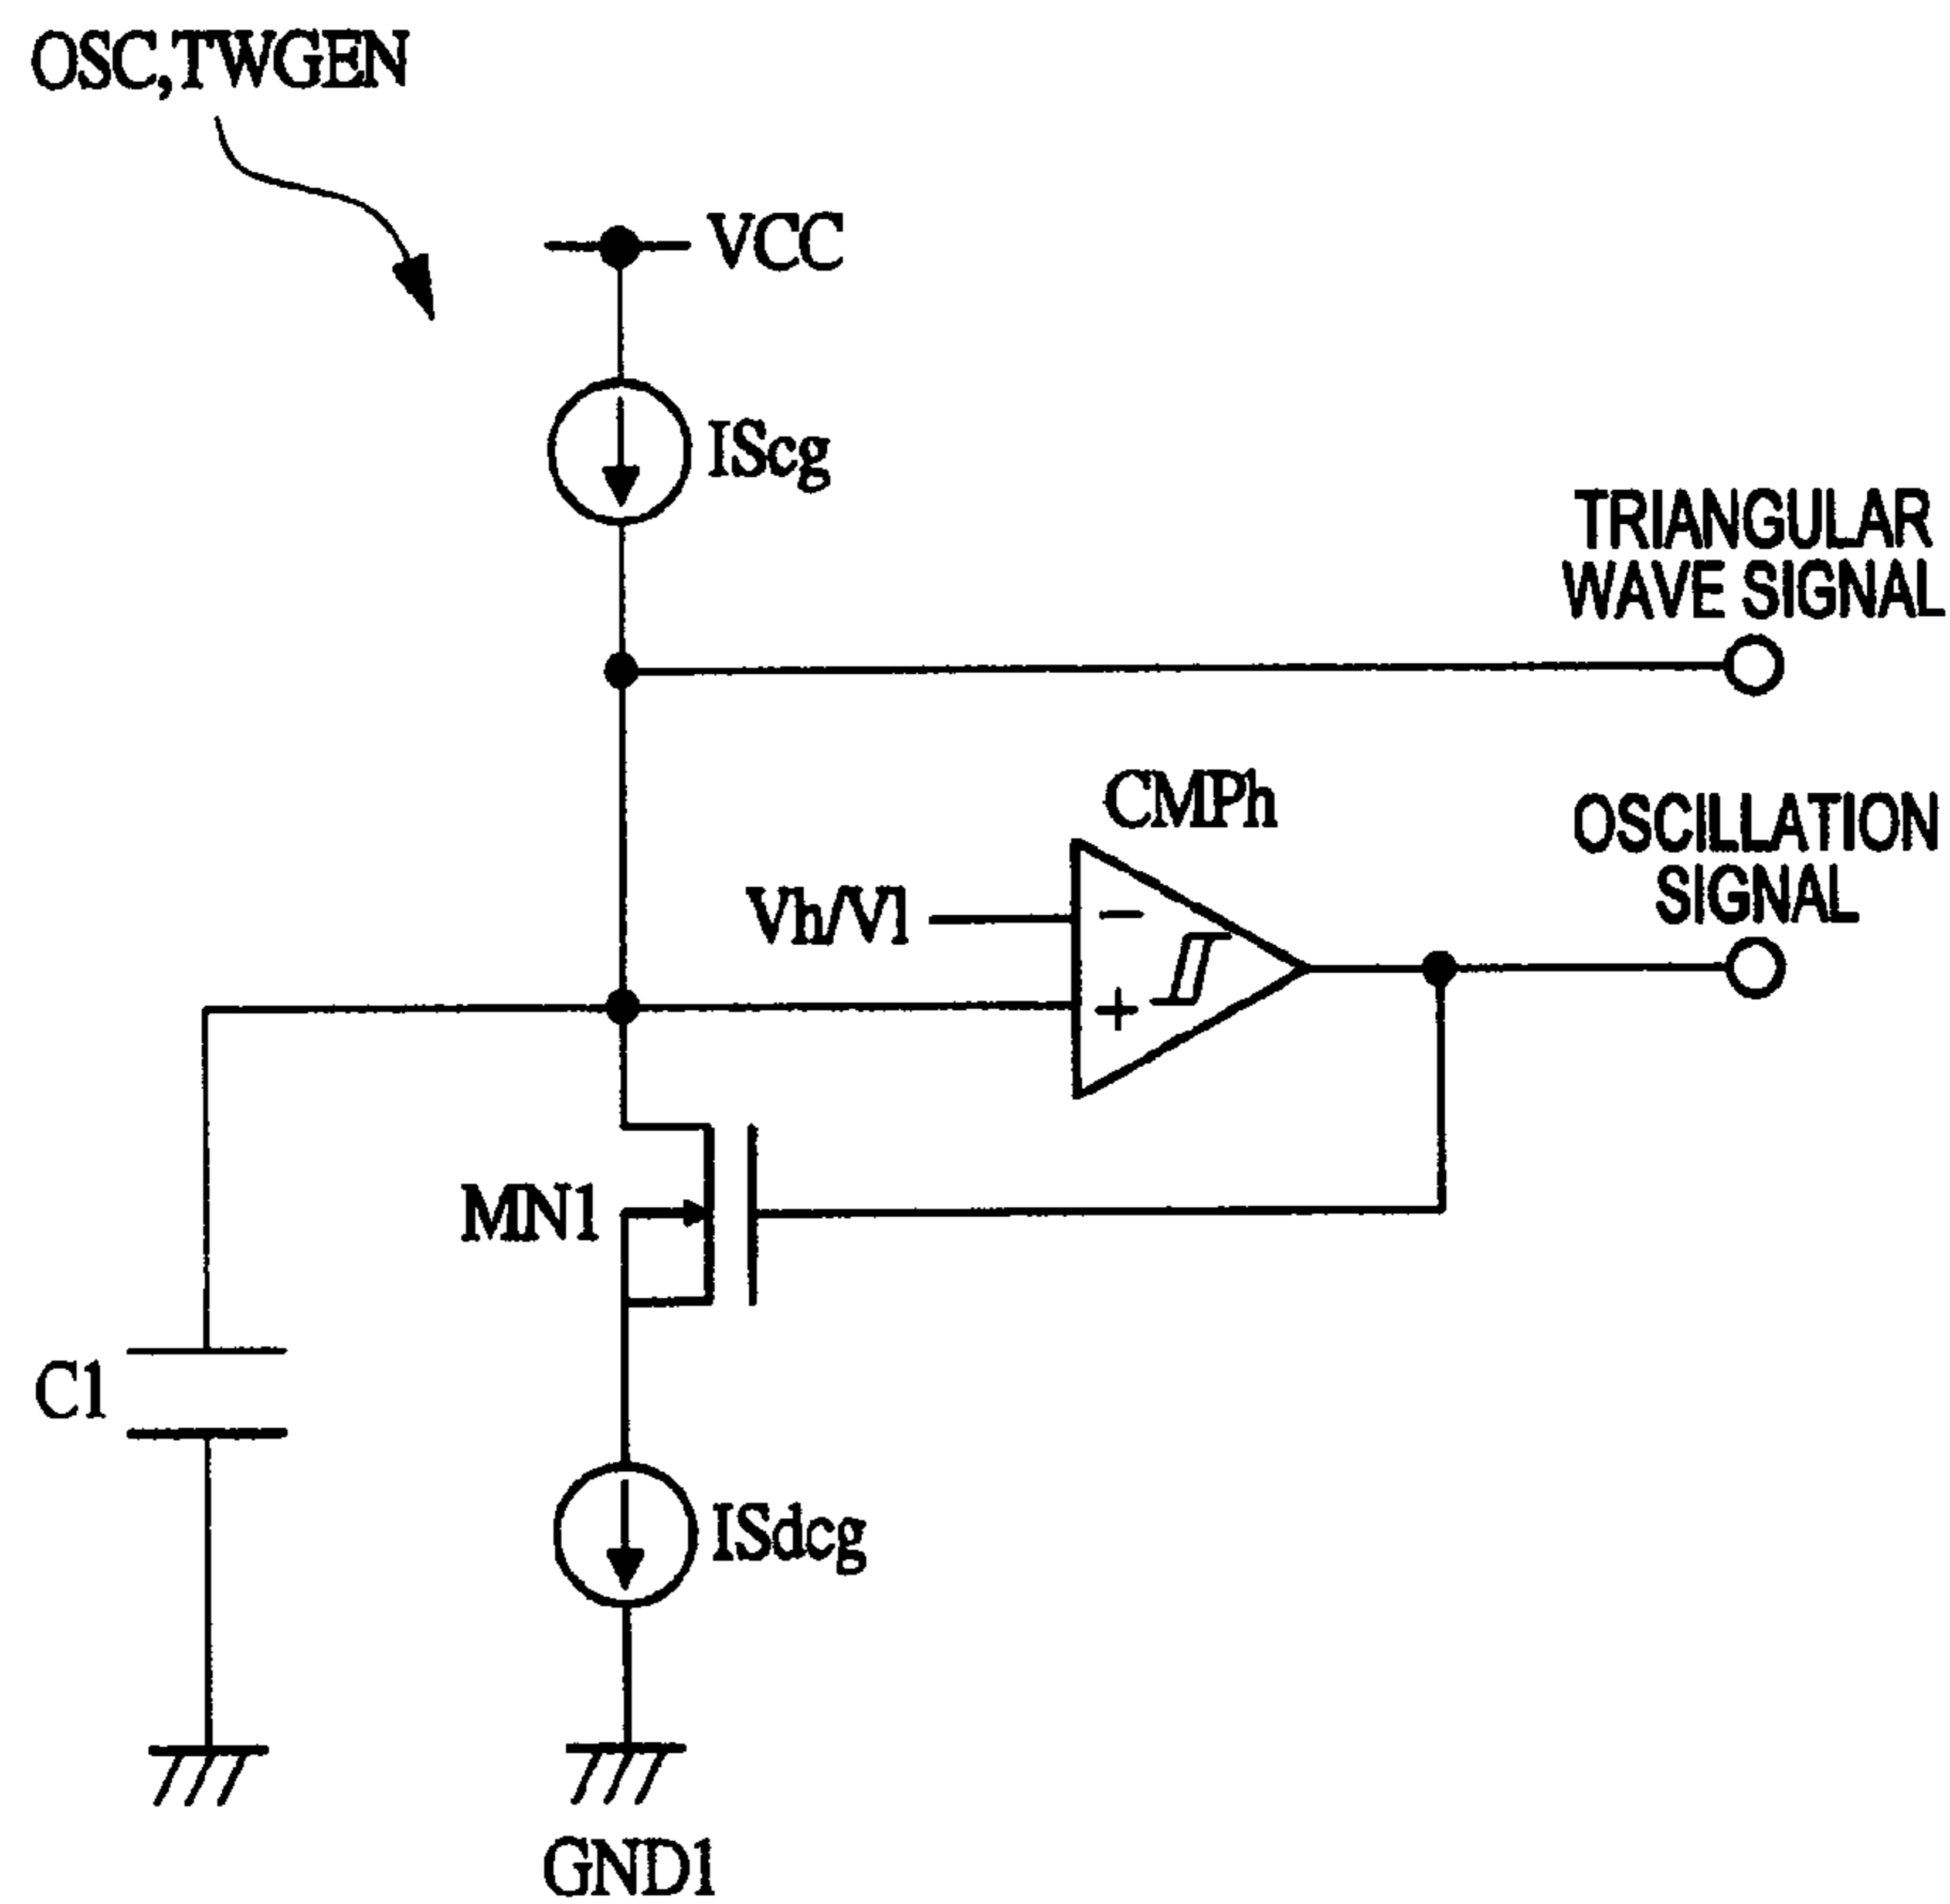 OSC,TWGEN
VCC
IScg
TRIANGULAR
WAVE SIGNAL
CMPh
OSCILLATION
SIGNAL
Vh/Vl
−
+
MN1
C1
ISdcg
GND1